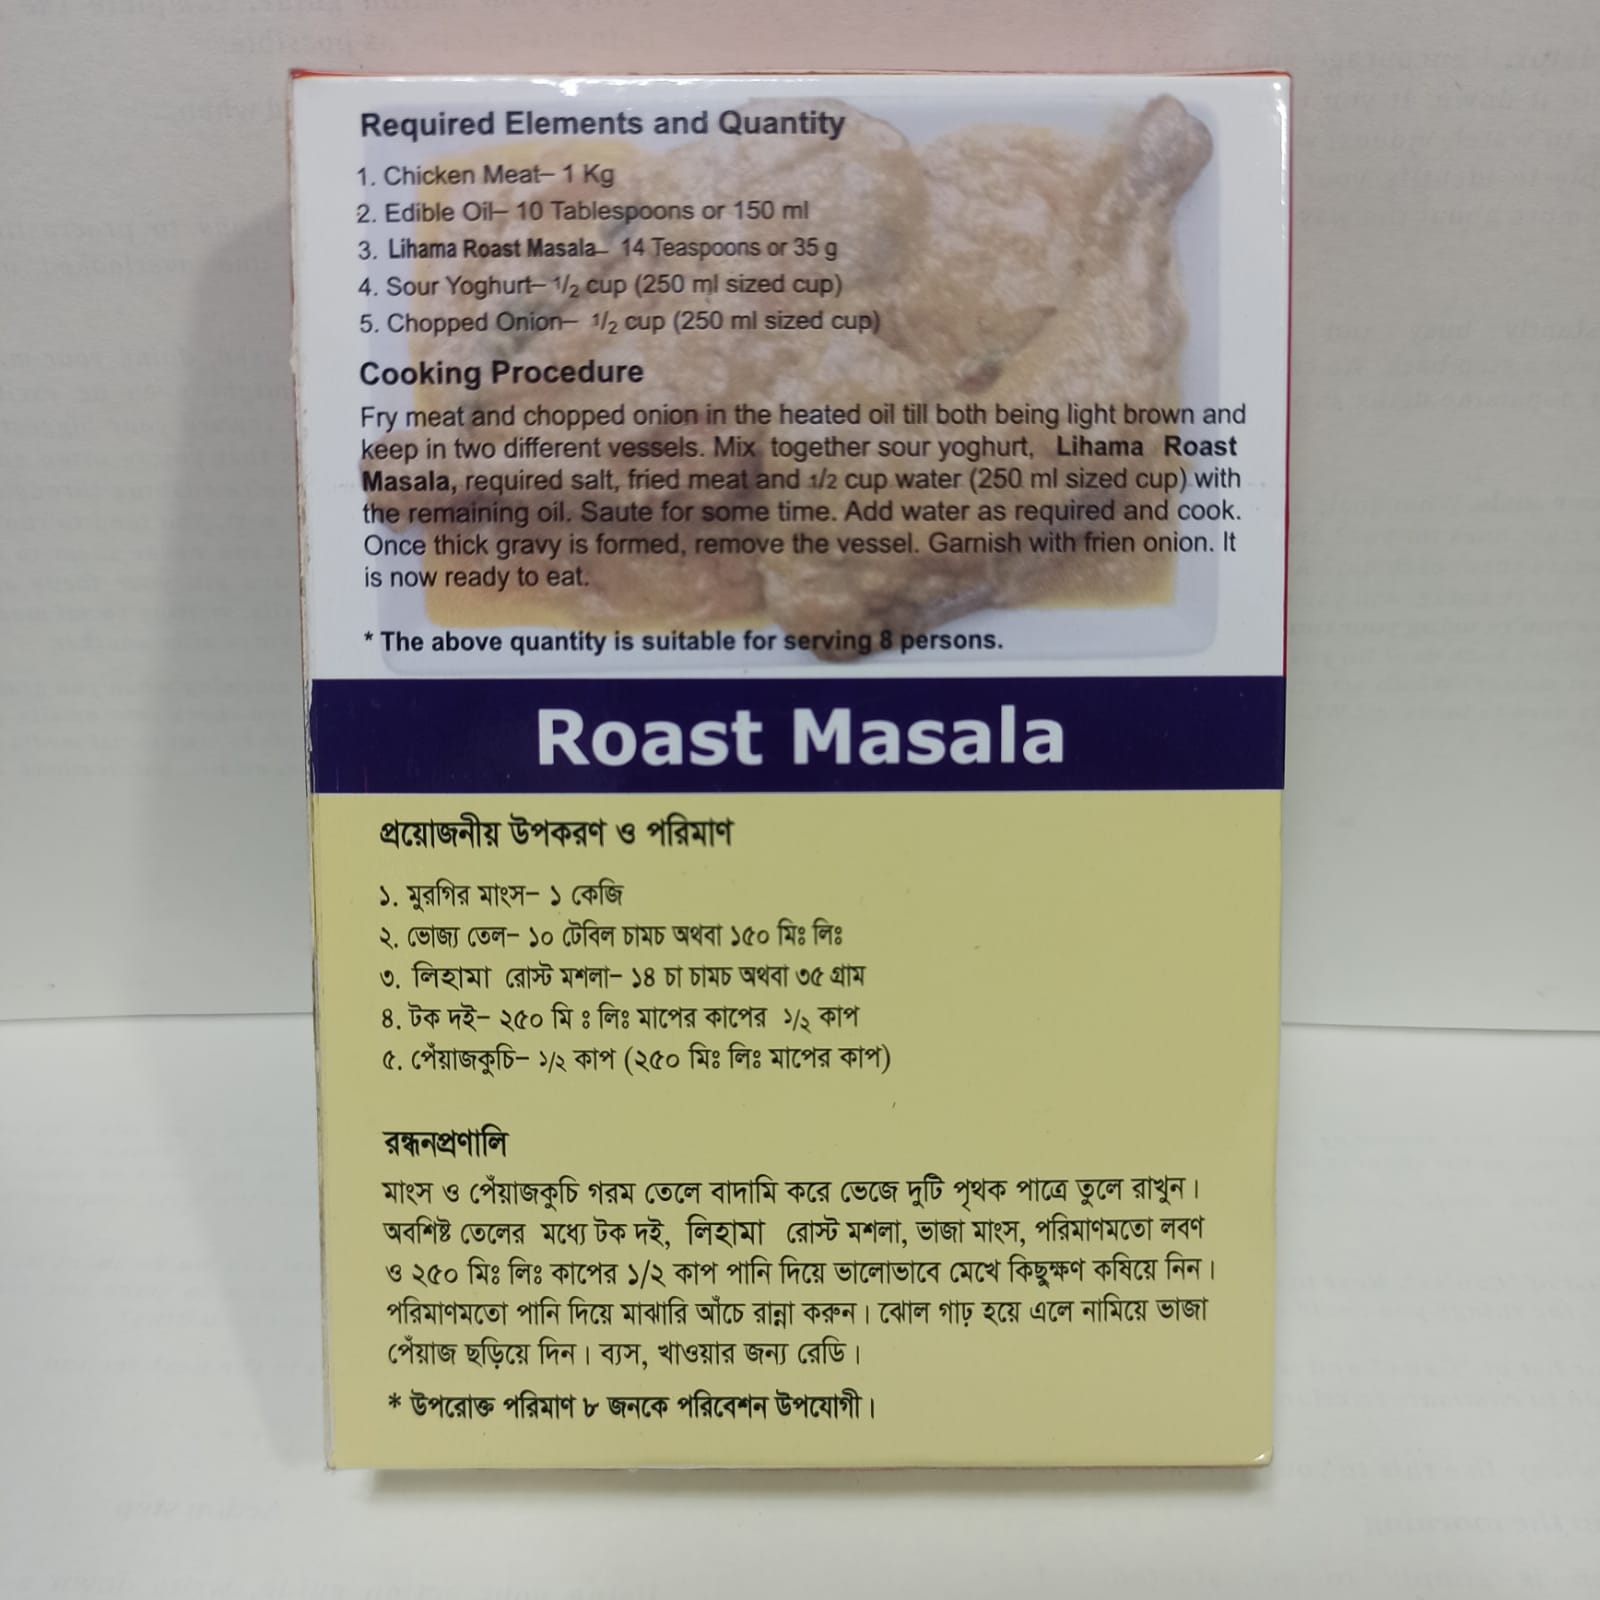 Required Elements and Quantity
1. Chicken Meat– 1 Kg
2. Edible Oil– 10 Tablespoons or 150 ml
3. Lihama Roast Masala– 14 Teaspoons or 35 g
4. Sour Yoghurt– 1/2 cup (250 ml sized cup)
5. Chopped Onion– 1/2 cup (250 ml sized cup)
Cooking Procedure
Fry meat and chopped onion in the heated oil till both being light brown and
keep in two different vessels. Mix together sour yoghurt, Lihama Roast
Masala, required salt, fried meat and 1/2 cup water (250 ml sized cup) with
the remaining oil. Saute for some time. Add water as required and cook.
Once thick gravy is formed, remove the vessel. Garnish with frien onion. It
is now ready to eat.
* The above quantity is suitable for serving 8 persons.
Roast Masala
প্রয়োজনীয় উপকরণ ও পরিমাণ
১. মুরগির মাংস– ১ কেজি
২. ভোজ্য তেল– ১০ টেবিল চামচ অথবা ১৫০ মিঃ লিঃ
৩. লিহামা রোস্ট মশলা– ১৪ চা চামচ অথবা ৩৫ গ্রাম
৪. টক দই– ২৫০ মি ঃ লিঃ মাপের কাপের ১/২ কাপ
৫. পেঁয়াজকুচি– ১/২ কাপ (২৫০ মিঃ লিঃ মাপের কাপ)
রন্ধনপ্রণালি
মাংস ও পেঁয়াজকুচি গরম তেলে বাদামি করে ভেজে দুটি পৃথক পাত্রে তুলে রাখুন।
অবশিষ্ট তেলের মধ্যে টক দই, লিহামা রোস্ট মশলা, ভাজা মাংস, পরিমাণমতো লবণ
ও ২৫০ মিঃ লিঃ কাপের ১/২ কাপ পানি দিয়ে ভালোভাবে মেখে কিছুক্ষণ কষিয়ে নিন।
পরিমাণমতো পানি দিয়ে মাঝারি আঁচে রান্না করুন। ঝোল গাঢ় হয়ে এলে নামিয়ে ভাজা
পেঁয়াজ ছড়িয়ে দিন। ব্যস, খাওয়ার জন্য রেডি।
* উপরোক্ত পরিমাণ ৮ জনকে পরিবেশন উপযোগী।